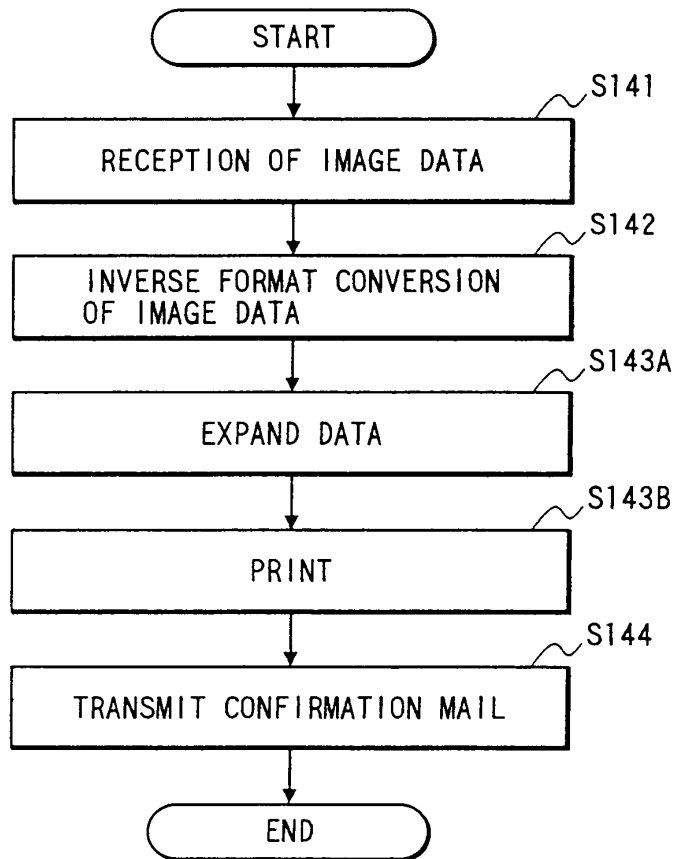 START
S141
RECEPTION OF IMAGE DATA
S142
INVERSE FORMAT CONVERSION
OF IMAGE DATA
S143A
EXPAND DATA
S143B
PRINT
S144
TRANSMIT CONFIRMATION MAIL
END